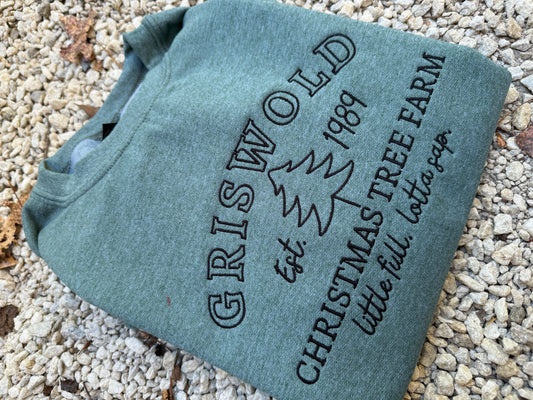 GRISWOLD
Est. 1989
CHRISTMAS TREE FARM
little full. lotta sap.